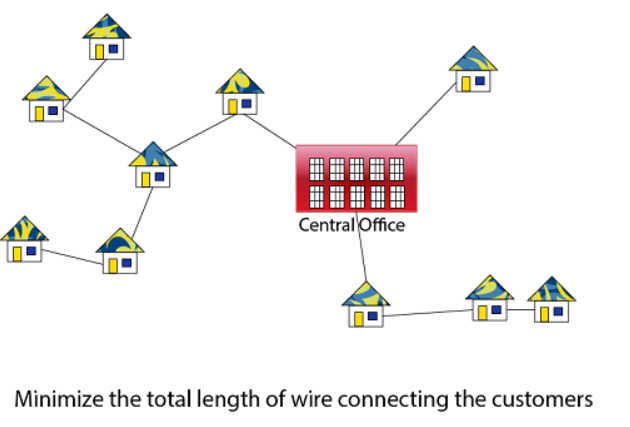 Central Office
Minimize the total length of wire connecting the customers